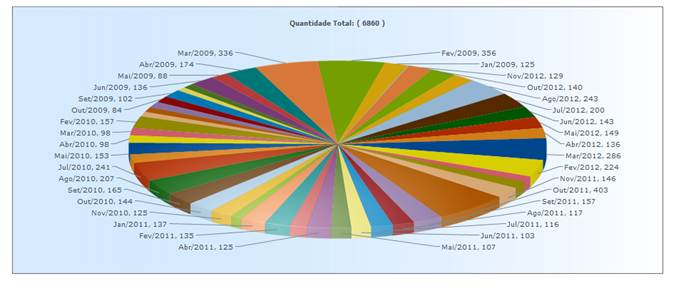 Quantidade Total: ( 6860 )
Mar/2009, 336
Fev/2009, 356
Abr/2009, 174
Jan/2009, 125
Mai/2009, 88
Nov/2012, 129
Jun/2009, 136
Out/2012, 140
Set/2009, 102
Ago/2012, 243
Out/2009, 84
Jul/2012, 200
Fev/2010, 157
Jun/2012, 143
Mar/2010, 98
Mai/2012, 149
Abr/2010, 98
Abr/2012, 136
Mai/2010, 153
Mar/2012, 286
Jul/2010, 241
Fev/2012, 224
Ago/2010, 207
Nov/2011, 146
Set/2010, 165
Out/2011, 403
Out/2010, 144
Set/2011, 157
Nov/2010, 125
Ago/2011, 117
Jan/2011, 137
Jul/2011, 116
Fev/2011, 135
Jun/2011, 103
Abr/2011, 125
Mai/2011, 107